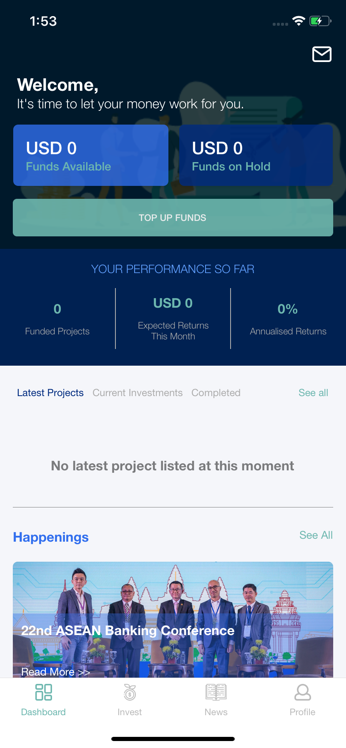 1:53
Welcome,
It's time to let your money work for you.
USD 0
Funds Available
USD 0
Funds on Hold
TOP UP FUNDS
YOUR PERFORMANCE SO FAR
0
Funded Projects
USD 0
Expected Returns
This Month
0%
Annualised Returns
Latest Projects Current Investments Completed See all
No latest project listed at this moment
Happenings See All
22nd ASEAN Banking Conference
Read More >>
Dashboard Invest News Profile